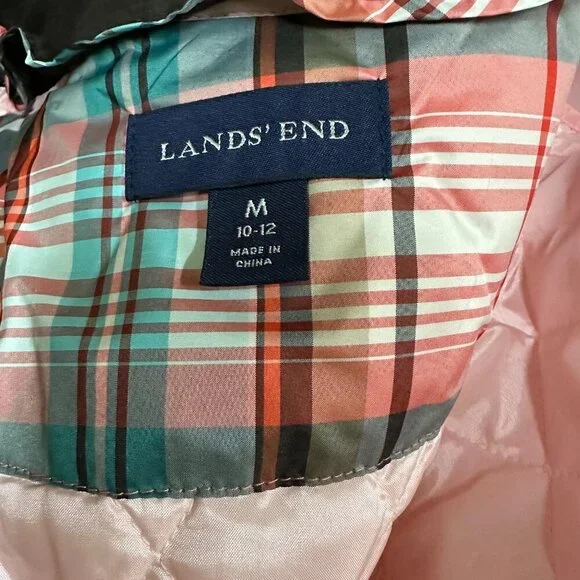 LANDS' END
M
10-12
MADE IN
CHINA